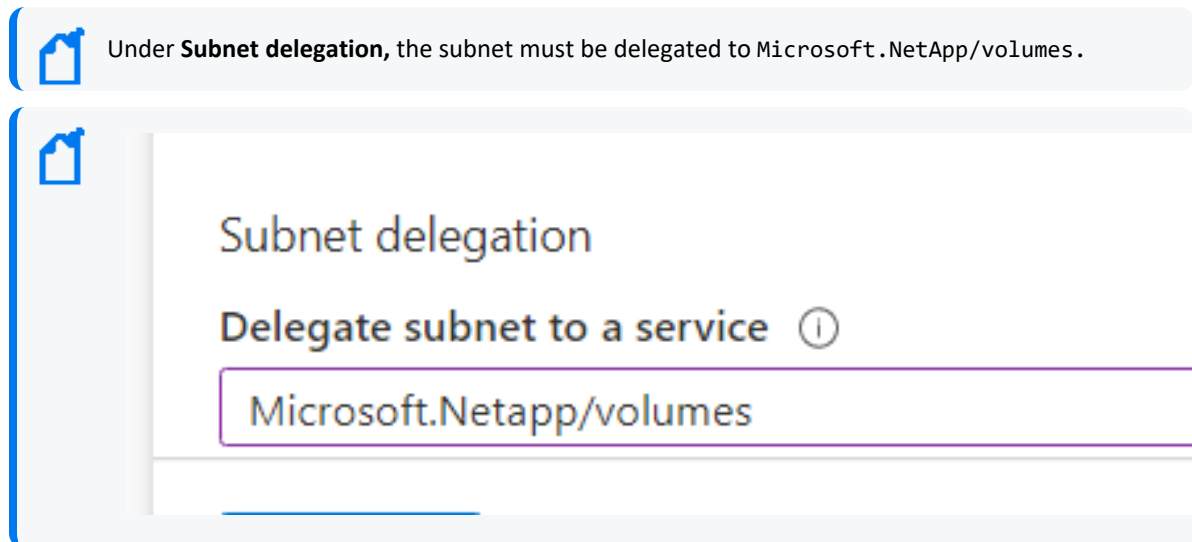 Under Subnet delegation, the subnet must be delegated to Microsoft.NetApp/volumes.
Subnet delegation
Delegate subnet to a service
Microsoft.Netapp/volumes